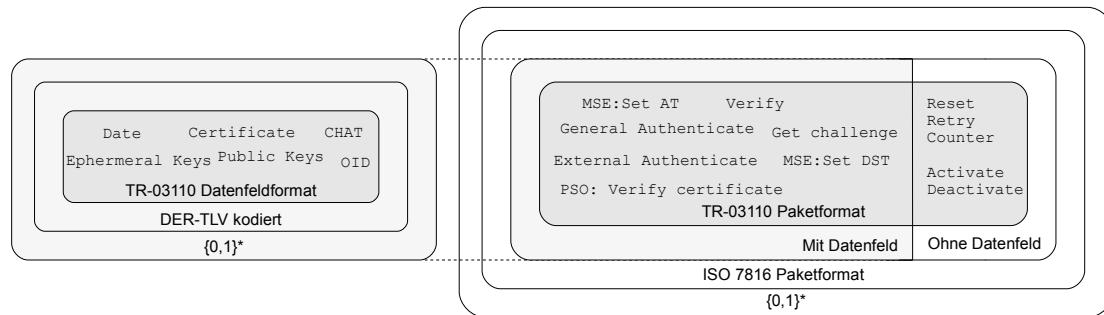 Date Certificate CHAT
Ephermeral Keys Public Keys OID
TR-03110 Datenfeldformat
DER-TLV kodiert
{0,1}*
MSE:Set AT Verify
General Authenticate Get challenge
External Authenticate MSE:Set DST
PSO: Verify certificate
TR-03110 Paketformat
Mit Datenfeld
Reset
Retry
Counter
Activate
Deactivate
Ohne Datenfeld
ISO 7816 Paketformat
{0,1}*